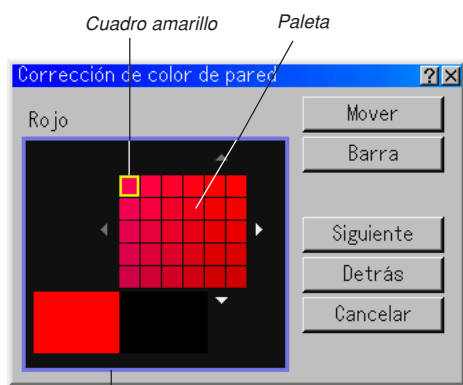 Cuadro amarillo
Paleta
Corrección de color de pared
? ×
Rojo
Mover
Barra
Siguiente
Detrás
Cancelar